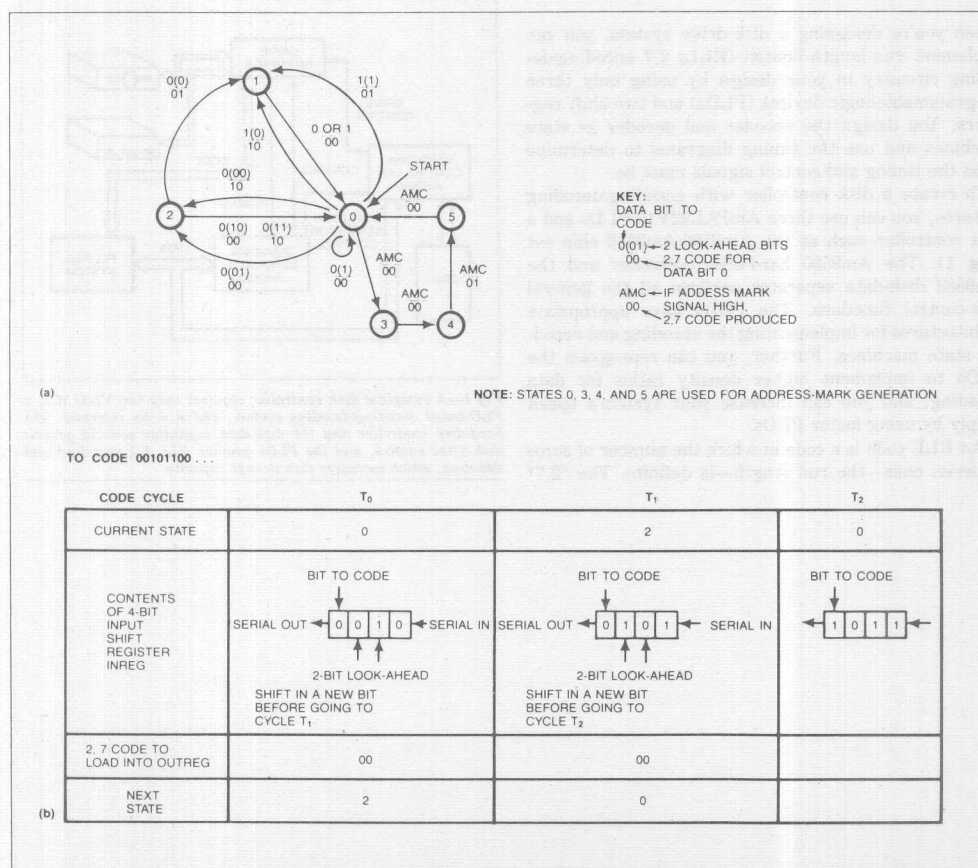 0(0)
01
1
1(1)
01
1(0)
10
0 OR 1
00
START
0(00)
10
AMC
00
2
0
5
0(10)
00
0(11)
10
0(1)
00
AMC
00
AMC
01
0(01)
00
AMC
00
3
4
KEY:
DATA BIT TO
CODE
0(01) 2 LOOK-AHEAD BITS
00 2,7 CODE FOR
DATA BIT 0
AMC IF ADDESS MARK
00 SIGNAL HIGH,
2,7 CODE PRODUCED
(a)
NOTE: STATES 0, 3, 4, AND 5 ARE USED FOR ADDRESS-MARK GENERATION
TO CODE 00101100 . . .
CODE CYCLE T0 T1 T2
CURRENT STATE 0 2 0
CONTENTS
OF 4-BIT
INPUT
SHIFT
REGISTER
INREG
BIT TO CODE
SERIAL OUT 0 0 1 0 SERIAL IN
2-BIT LOOK-AHEAD
SHIFT IN A NEW BIT
BEFORE GOING TO
CYCLE T1
BIT TO CODE
SERIAL OUT 0 1 0 1 SERIAL IN
2-BIT LOOK-AHEAD
SHIFT IN A NEW BIT
BEFORE GOING TO
CYCLE T2
BIT TO CODE
1 0 1 1
2, 7 CODE TO
LOAD INTO OUTREG
00 00
NEXT
STATE
2 0
(b)